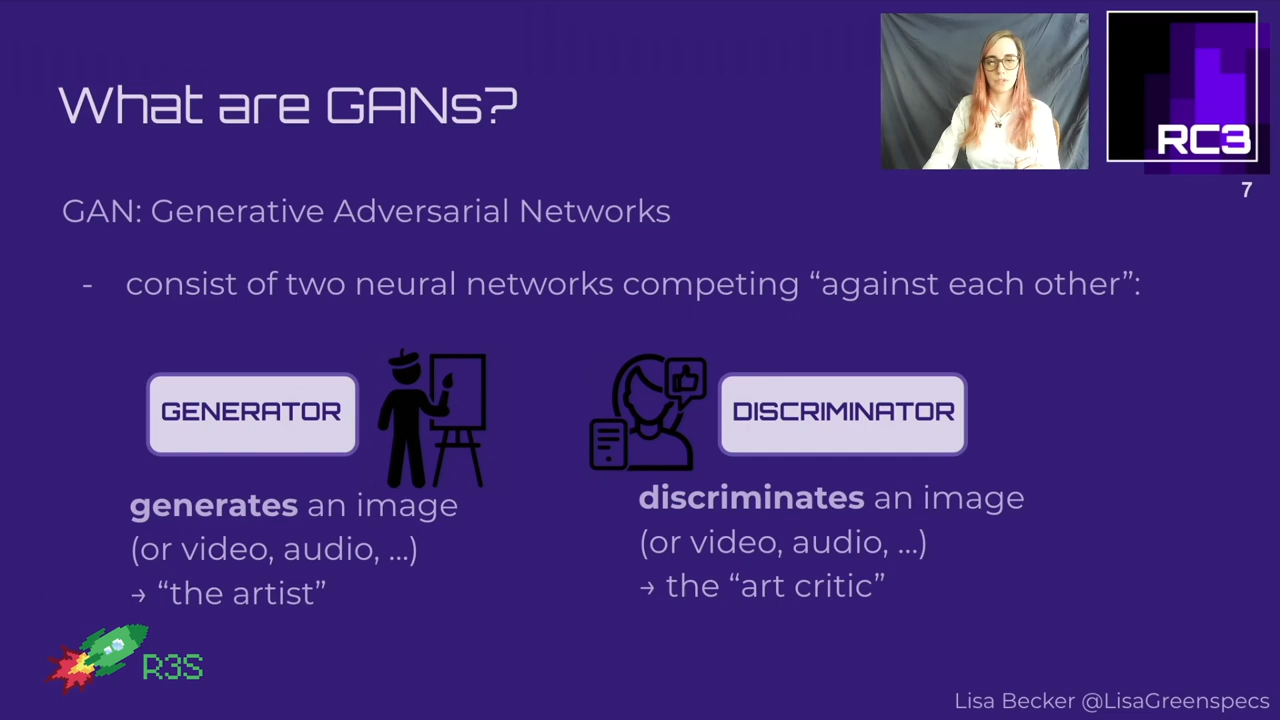 What are GANs?
RC3
7
GAN: Generative Adversarial Networks
- consist of two neural networks competing “against each other”:
GENERATOR
generates an image
(or video, audio, ...)
→ “the artist”
DISCRIMINATOR
discriminates an image
(or video, audio, ...)
→ the “art critic”
R3S
Lisa Becker @LisaGreenspecs